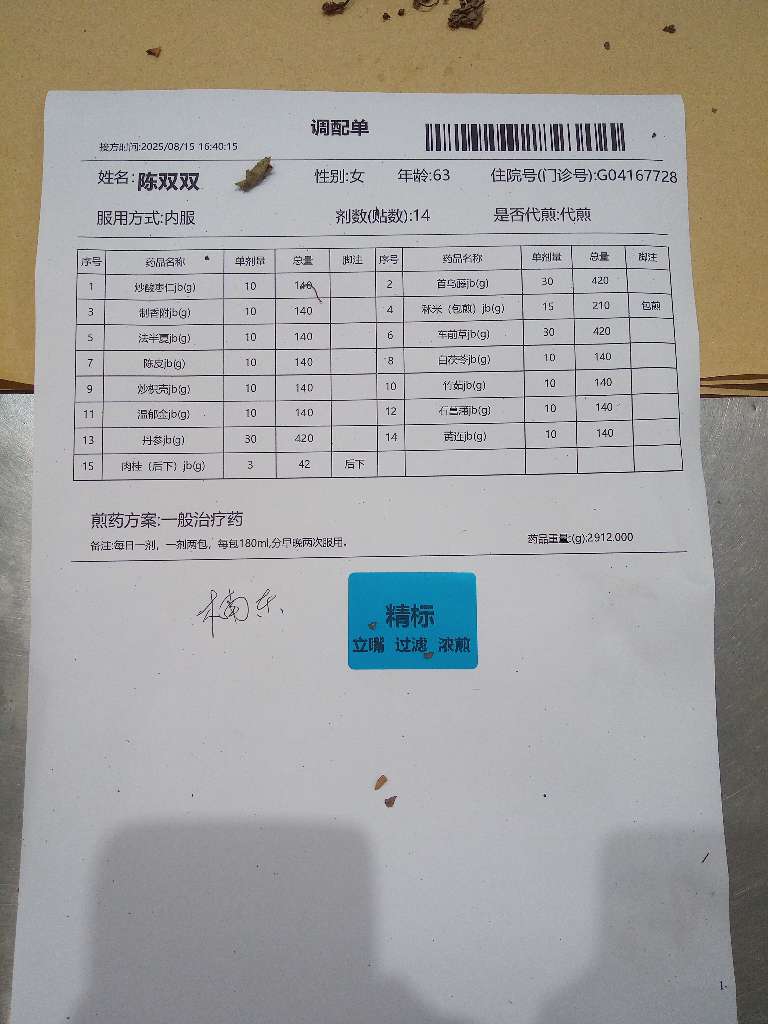 调配单
接方时间:2025/08/15 16:40:15
姓名:陈双双 性别:女 年龄:63 住院号(门诊号):G04167728
服用方式:内服 剂数(贴数):14 是否代煎:代煎
序号 药品名称 单剂量 总量 脚注 序号 药品名称 单剂量 总量 脚注
1 炒酸枣仁jb(g) 10 140 2 首乌藤jb(g) 30 420
3 制香附jb(g) 10 140 4 秫米（包煎）jb(g) 15 210 包煎
5 法半夏jb(g) 10 140 6 车前草jb(g) 30 420
7 陈皮jb(g) 10 140 8 白茯苓jb(g) 10 140
9 炒枳壳jb(g) 10 140 10 竹茹jb(g) 10 140
11 温郁金jb(g) 10 140 12 石菖蒲jb(g) 10 140
13 丹参jb(g) 30 420 14 黄连jb(g) 10 140
15 肉桂（后下）jb(g) 3 42 后下
煎药方案:一般治疗药
备注:每日一剂，一剂两包，每包180ml,分早晚两次服用。 药品重量:(g):2912.000
精标
立嘴 过滤 浓煎
1-